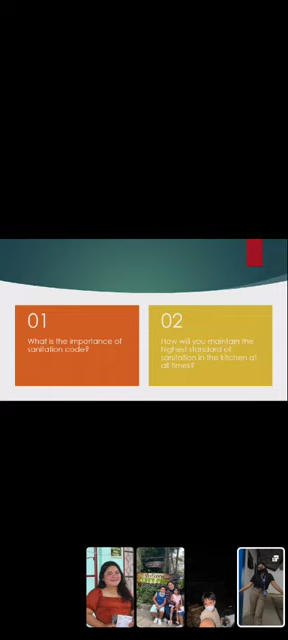 01
What is the importance of
sanitation code?
02
How will you maintain the
highest standard of
sanitation in the kitchen at
all times?